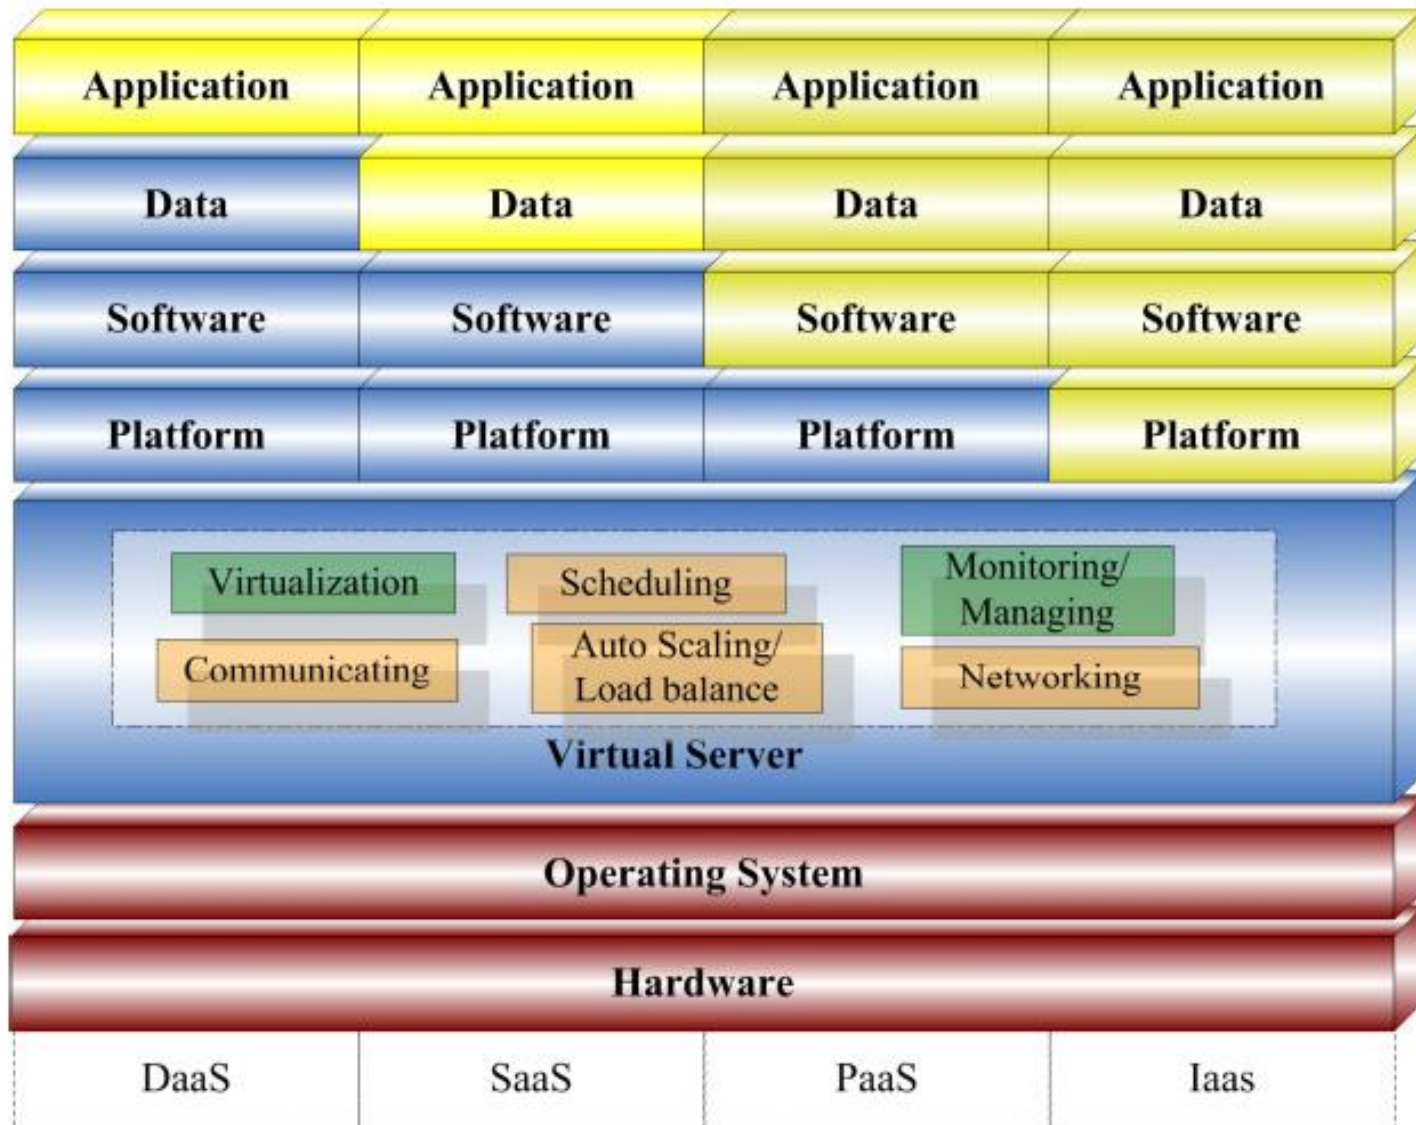 Application Application Application Application
Data Data Data Data
Software Software Software Software
Platform Platform Platform Platform
Virtualization Scheduling Monitoring/
Managing
Communicating Auto Scaling/
Load balance Networking
Virtual Server
Operating System
Hardware
DaaS SaaS PaaS Iaas